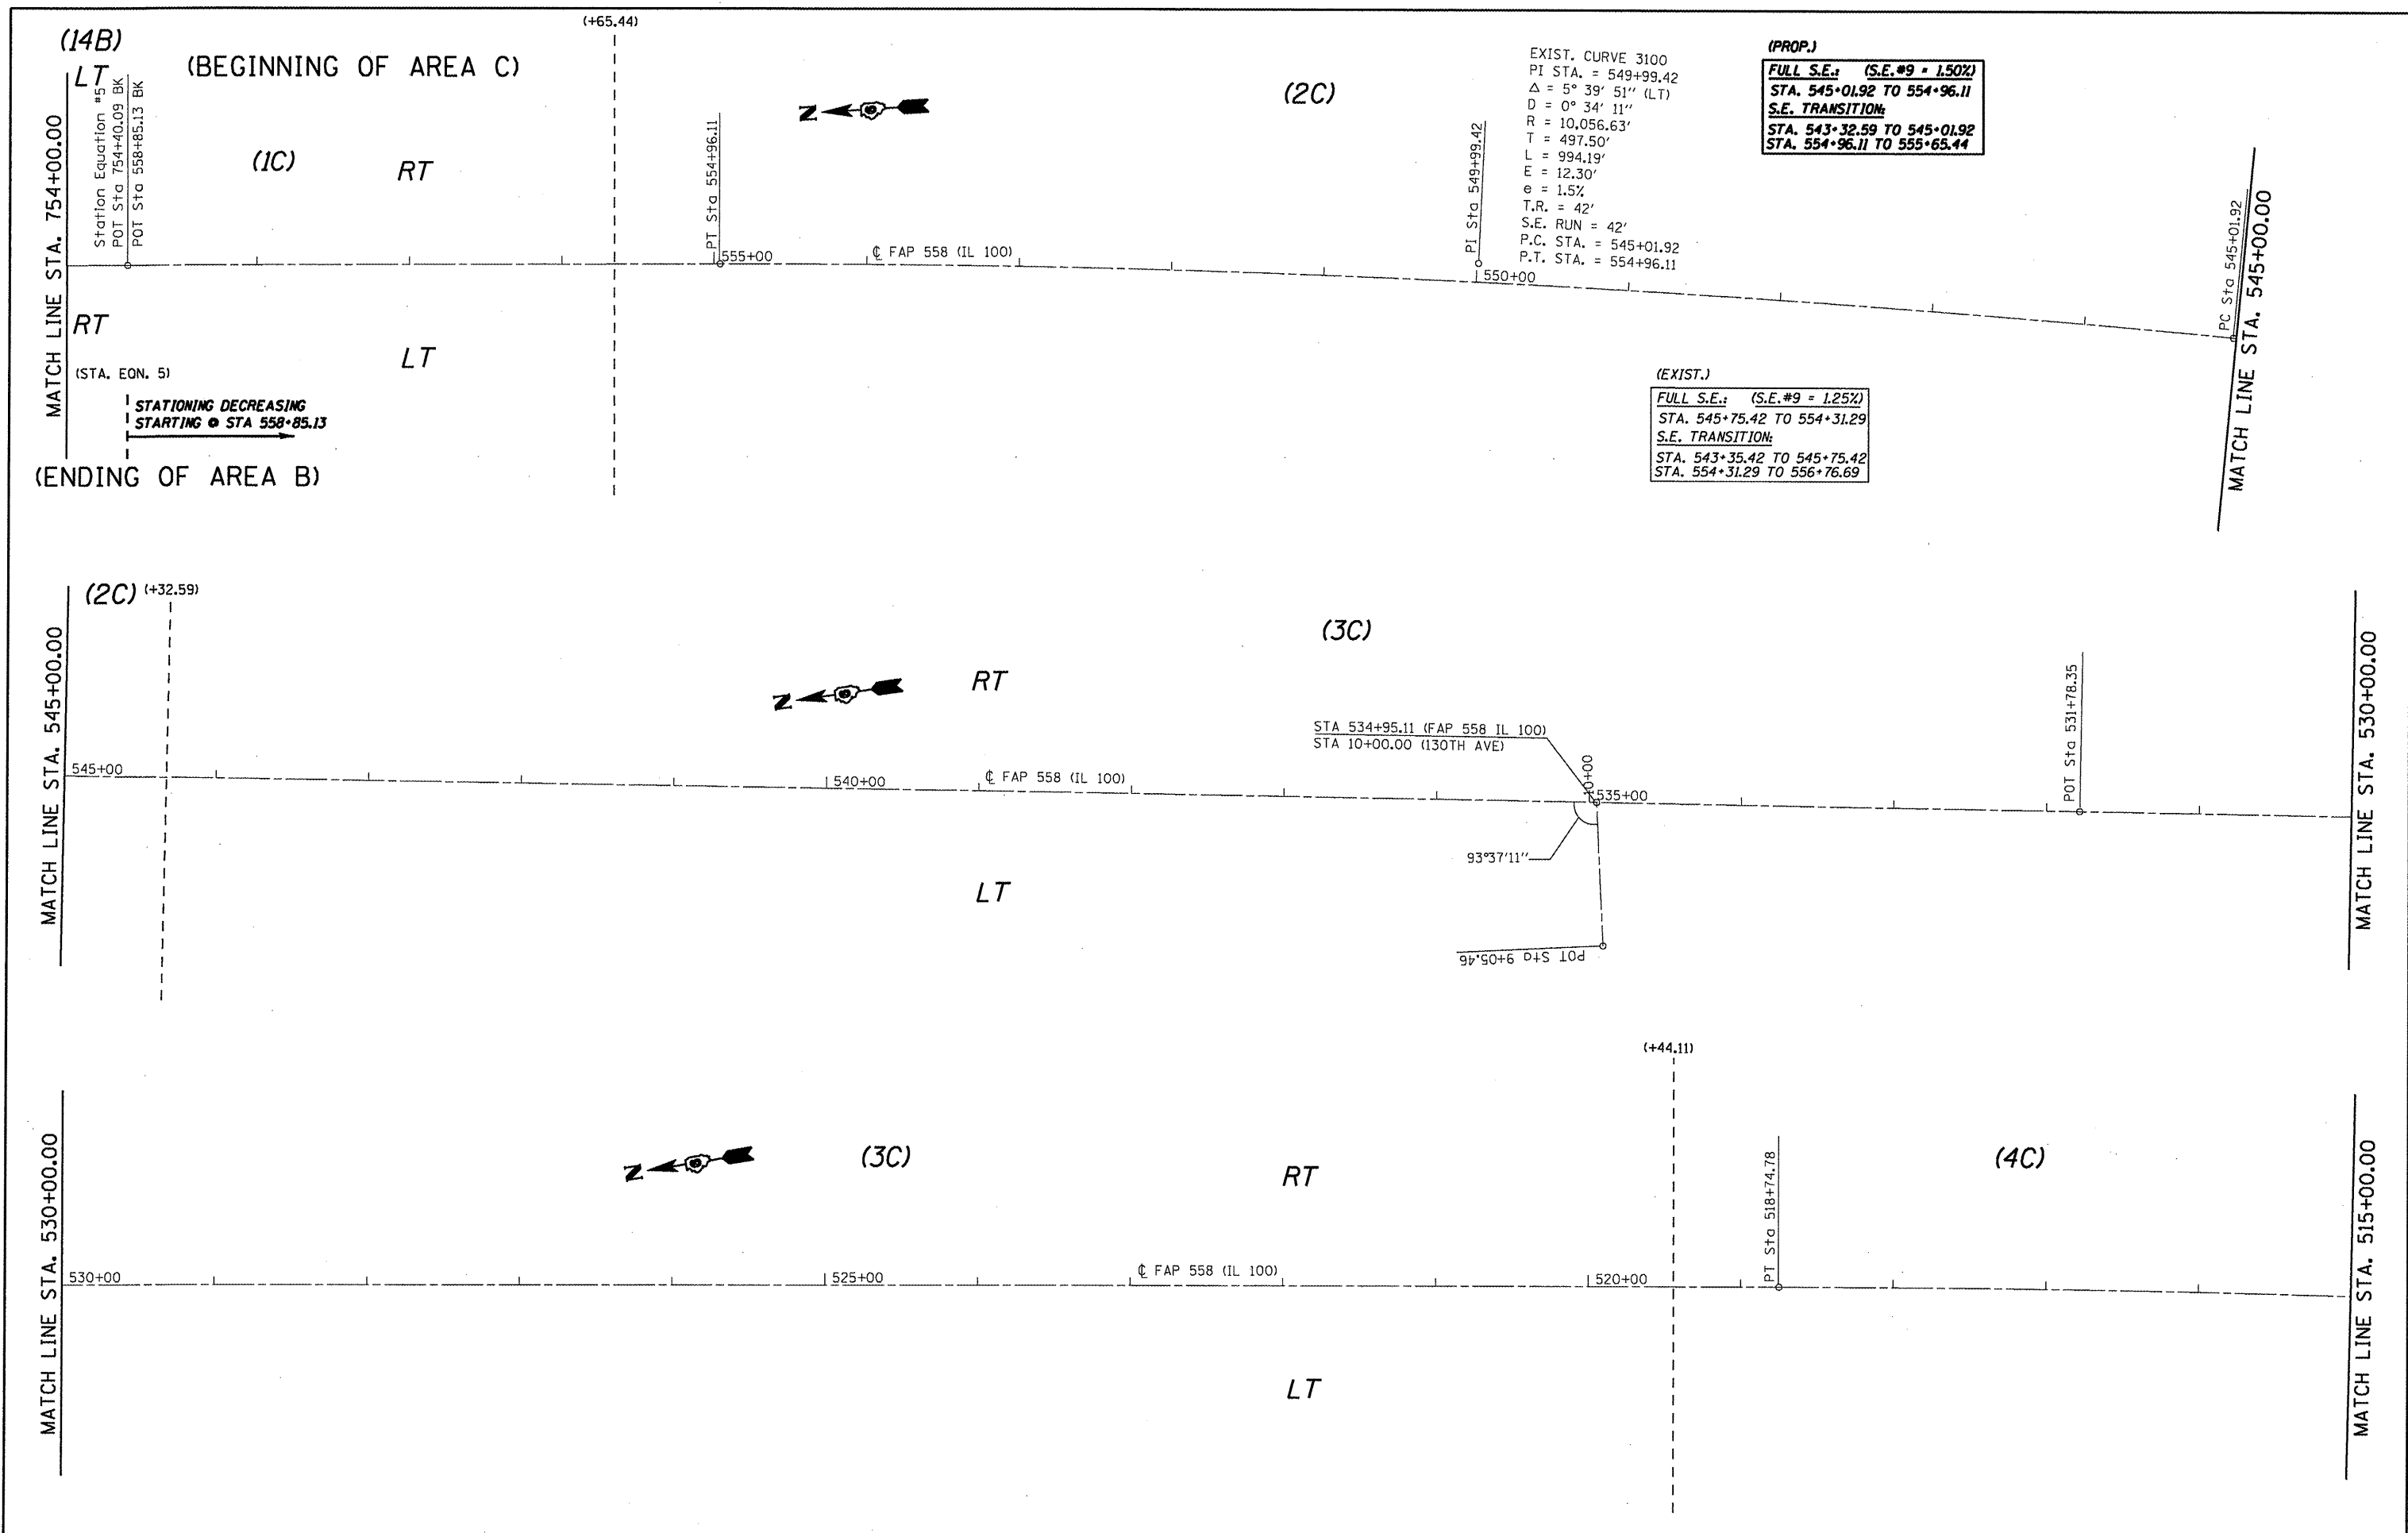 (14B)
LT
(BEGINNING OF AREA C)
(+65.44)
MATCH LINE STA. 754+00.00
Station Equation #5
POT Sta 754+40.09 BK
POT Sta 558+85.13 BK
(1C)
RT
PT Sta 554+96.11
N
(2C)
PI Sta 549+99.42
EXIST. CURVE 3100
PI STA. = 549+99.42
Δ = 5° 39' 51'' (LT)
D = 0° 34' 11''
R = 10,056.63'
T = 497.50'
L = 994.19'
E = 12.30'
e = 1.5%
T.R. = 42'
S.E. RUN = 42'
P.C. STA. = 545+01.92
P.T. STA. = 554+96.11
(PROP.)
FULL S.E.: (S.E.#9 = 1.50%)
STA. 545+01.92 TO 554+96.11
S.E. TRANSITION:
STA. 543+32.59 TO 545+01.92
STA. 554+96.11 TO 555+65.44
555+00
℄ FAP 558 (IL 100)
550+00
PC Sta 545+01.92
MATCH LINE STA. 545+00.00
RT
LT
(STA. EQN. 5)
STATIONING DECREASING
STARTING @ STA 558+85.13
(ENDING OF AREA B)
(EXIST.)
FULL S.E.: (S.E.#9 = 1.25%)
STA. 545+75.42 TO 554+31.29
S.E. TRANSITION:
STA. 543+35.42 TO 545+75.42
STA. 554+31.29 TO 556+76.69
MATCH LINE STA. 545+00.00
(2C)
(+32.59)
(3C)
N
RT
STA 534+95.11 (FAP 558 IL 100)
STA 10+00.00 (130TH AVE)
10+00
POT Sta 531+78.35
545+00
540+00
℄ FAP 558 (IL 100)
535+00
93°37'11''
LT
POT Sta 9+05.46
MATCH LINE STA. 530+00.00
MATCH LINE STA. 530+00.00
(+44.11)
N
(3C)
RT
PT Sta 518+74.78
(4C)
530+00
525+00
℄ FAP 558 (IL 100)
520+00
LT
MATCH LINE STA. 515+00.00